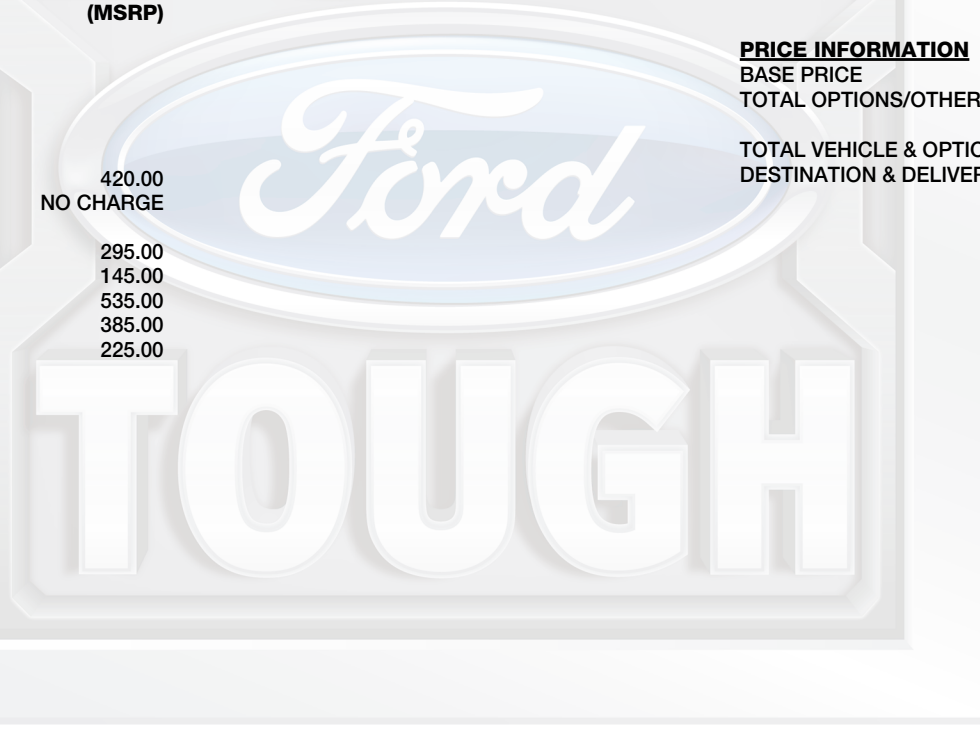 (MSRP)
420.00
NO CHARGE
295.00
145.00
535.00
385.00
225.00
PRICE INFORMATION
BASE PRICE
TOTAL OPTIONS/OTHER
TOTAL VEHICLE & OPTIO
DESTINATION & DELIVER
Ford
TOUGH